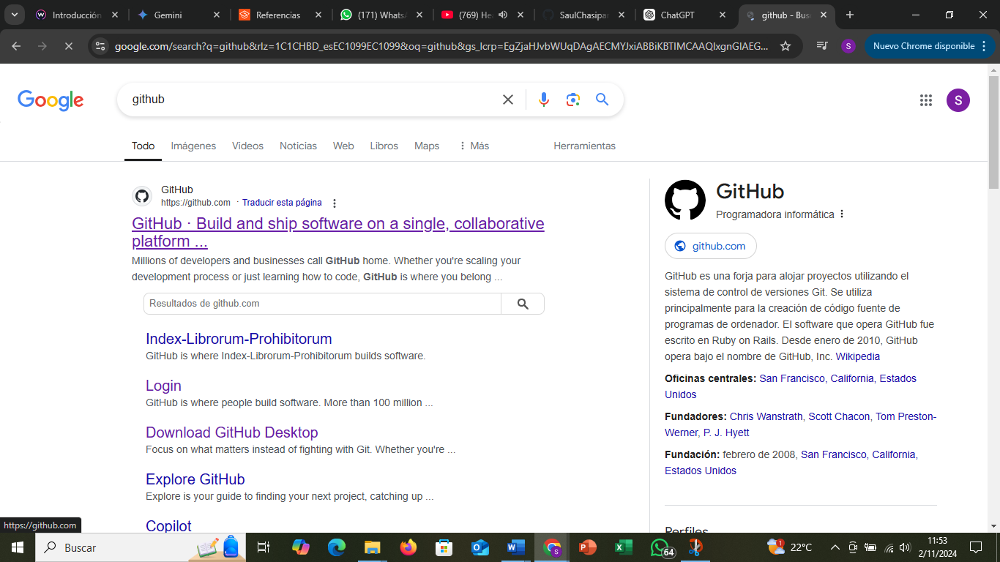 Introducción
Gemini
Referencias
(171) Whats
(769) He
SaulChasipa
ChatGPT
github - Bus
google.com/search?q=github&rlz=1C1CHBD_esEC1099EC1099&oq=github&gs_lcrp=EgZjaHJvbWUqDAgAECMYJxiABBiKBTIMCAAQIxgnGIAEG...
S
Nuevo Chrome disponible
Google
github
S
Todo
Imágenes
Videos
Noticias
Web
Libros
Maps
Más
Herramientas
GitHub
https://github.com · Traducir esta página
GitHub · Build and ship software on a single, collaborative
platform ...
Millions of developers and businesses call GitHub home. Whether you're scaling your
development process or just learning how to code, GitHub is where you belong ...
Resultados de github.com
Index-Librorum-Prohibitorum
GitHub is where Index-Librorum-Prohibitorum builds software.
Login
GitHub is where people build software. More than 100 million ...
Download GitHub Desktop
Focus on what matters instead of fighting with Git. Whether you're ...
Explore GitHub
Explore is your guide to finding your next project, catching up ...
Copilot
GitHub
Programadora informática
github.com
GitHub es una forja para alojar proyectos utilizando el
sistema de control de versiones Git. Se utiliza
principalmente para la creación de código fuente de
programas de ordenador. El software que opera GitHub fue
escrito en Ruby on Rails. Desde enero de 2010, GitHub
opera bajo el nombre de GitHub, Inc. Wikipedia
Oficinas centrales: San Francisco, California, Estados
Unidos
Fundadores: Chris Wanstrath, Scott Chacon, Tom Preston-
Werner, P. J. Hyett
Fundación: febrero de 2008, San Francisco, California,
Estados Unidos
Perfiles
https://github.com
Buscar
64
1
22°C
11:53
2/11/2024